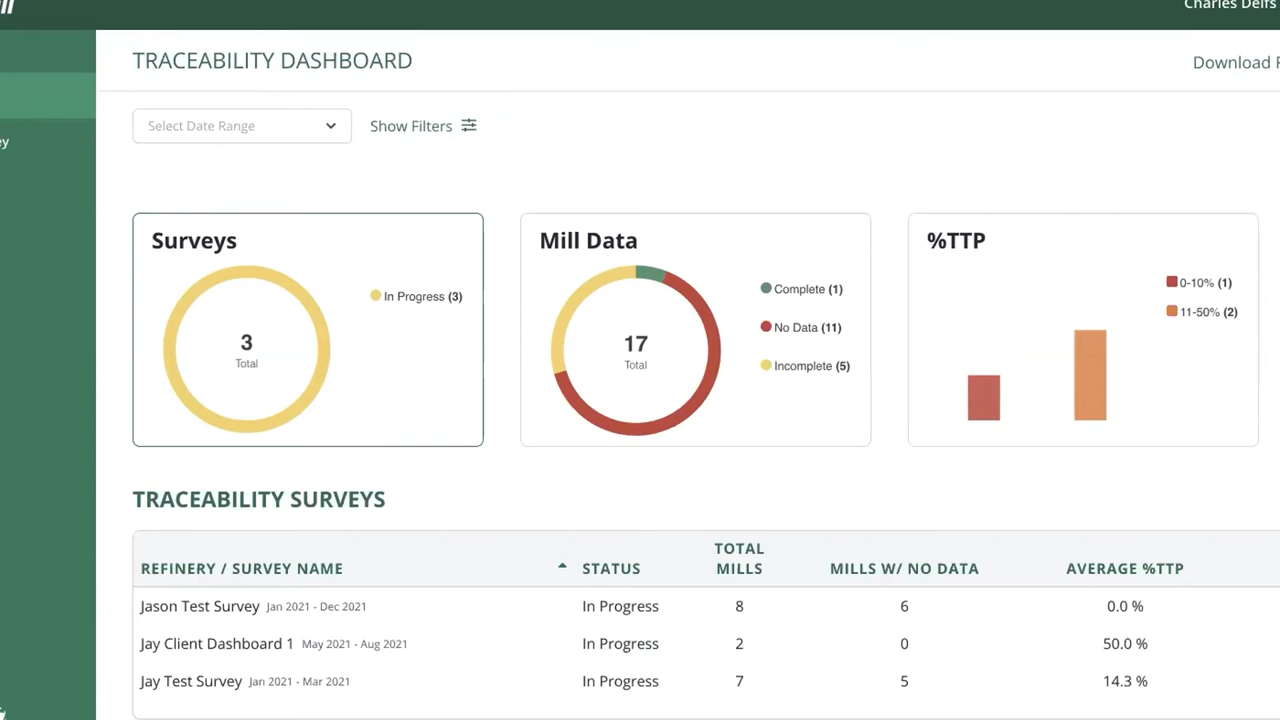 Charles Delfs
TRACEABILITY DASHBOARD
Download
ey
Select Date Range
Show Filters
Surveys
3
Total
In Progress (3)
Mill Data
17
Total
Complete (1)
No Data (11)
Incomplete (5)
%TTP
0-10% (1)
11-50% (2)
TRACEABILITY SURVEYS
REFINERY / SURVEY NAME STATUS TOTAL MILLS MILLS W/ NO DATA AVERAGE %TTP
Jason Test Survey Jan 2021 - Dec 2021 In Progress 8 6 0.0 %
Jay Client Dashboard 1 May 2021 - Aug 2021 In Progress 2 0 50.0 %
Jay Test Survey Jan 2021 - Mar 2021 In Progress 7 5 14.3 %